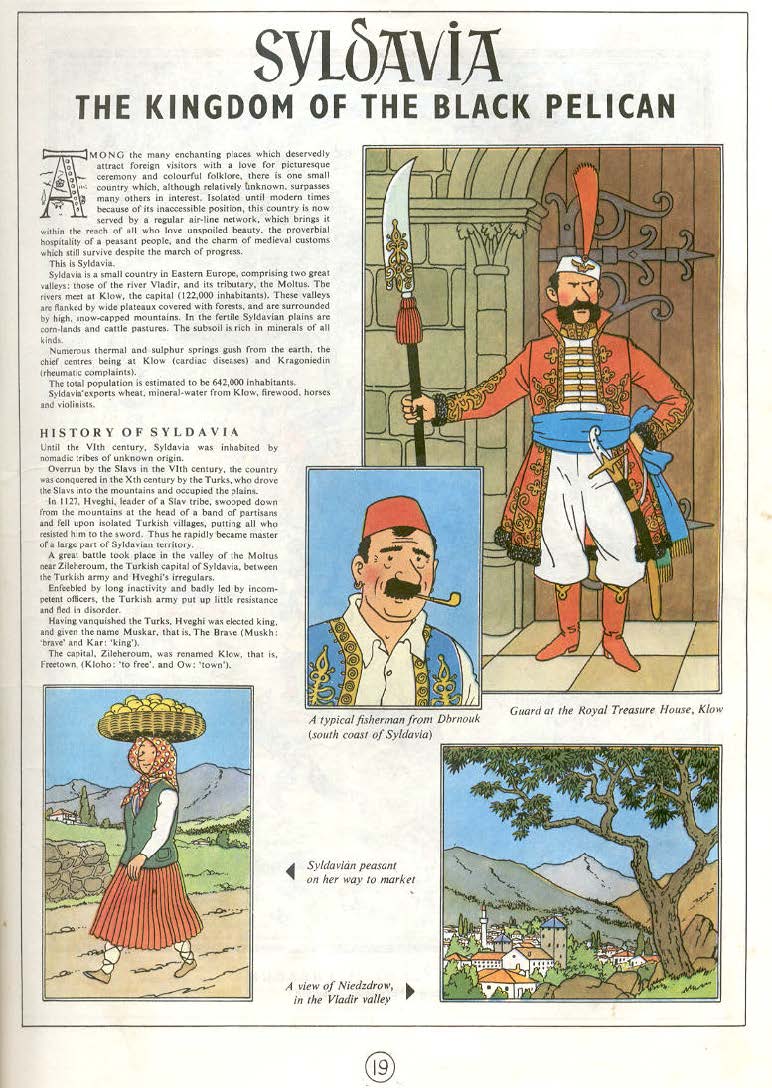 SYLDAVIA
THE KINGDOM OF THE BLACK PELICAN
AMONG the many enchanting places which deservedly
attract foreign visitors with a love for picturesque
ceremony and colourful folklore, there is one small
country which, although relatively unknown, surpasses
many others in interest. Isolated until modern times
because of its inaccessible position, this country is now
served by a regular air-line network, which brings it
within the reach of all who love unspoiled beauty, the proverbial
hospitality of a peasant people, and the charm of medieval customs
which still survive despite the march of progress.
This is Syldavia.
Syldavia is a small country in Eastern Europe, comprising two great
valleys: those of the river Vladir, and its tributary, the Moltus. The
rivers meet at Klow, the capital (122,000 inhabitants). These valleys
are flanked by wide plateaux covered with forests, and are surrounded
by high, snow-capped mountains. In the fertile Syldavian plains are
corn-lands and cattle pastures. The subsoil is rich in minerals of all
kinds.
Numerous thermal and sulphur springs gush from the earth, the
chief centres being at Klow (cardiac diseases) and Kragoniedin
(rheumatic complaints).
The total population is estimated to be 642,000 inhabitants.
Syldavia exports wheat, mineral-water from Klow, firewood, horses
and violinists.
HISTORY OF SYLDAVIA
Until the VIth century, Syldavia was inhabited by
nomadic tribes of unknown origin.
Overrun by the Slavs in the VIth century, the country
was conquered in the Xth century by the Turks, who drove
the Slavs into the mountains and occupied the plains.
In 1127, Hveghi, leader of a Slav tribe, swooped down
from the mountains at the head of a band of partisans
and fell upon isolated Turkish villages, putting all who
resisted him to the sword. Thus he rapidly became master
of a large part of Syldavian territory.
A great battle took place in the valley of the Moltus
near Zileheroum, the Turkish capital of Syldavia, between
the Turkish army and Hveghi's irregulars.
Enfeebled by long inactivity and badly led by incom-
petent officers, the Turkish army put up little resistance
and fled in disorder.
Having vanquished the Turks, Hveghi was elected king,
and given the name Muskar, that is, The Brave (Muskh:
'brave' and Kar: 'king').
The capital, Zileheroum, was renamed Klow, that is,
Freetown, (Kloho: 'to free', and Ow: 'town').
A typical fisherman from Dbrnouk
(south coast of Syldavia)
Guard at the Royal Treasure House, Klow
Syldavian peasant
on her way to market
A view of Niedzdrow,
in the Vladir valley
19